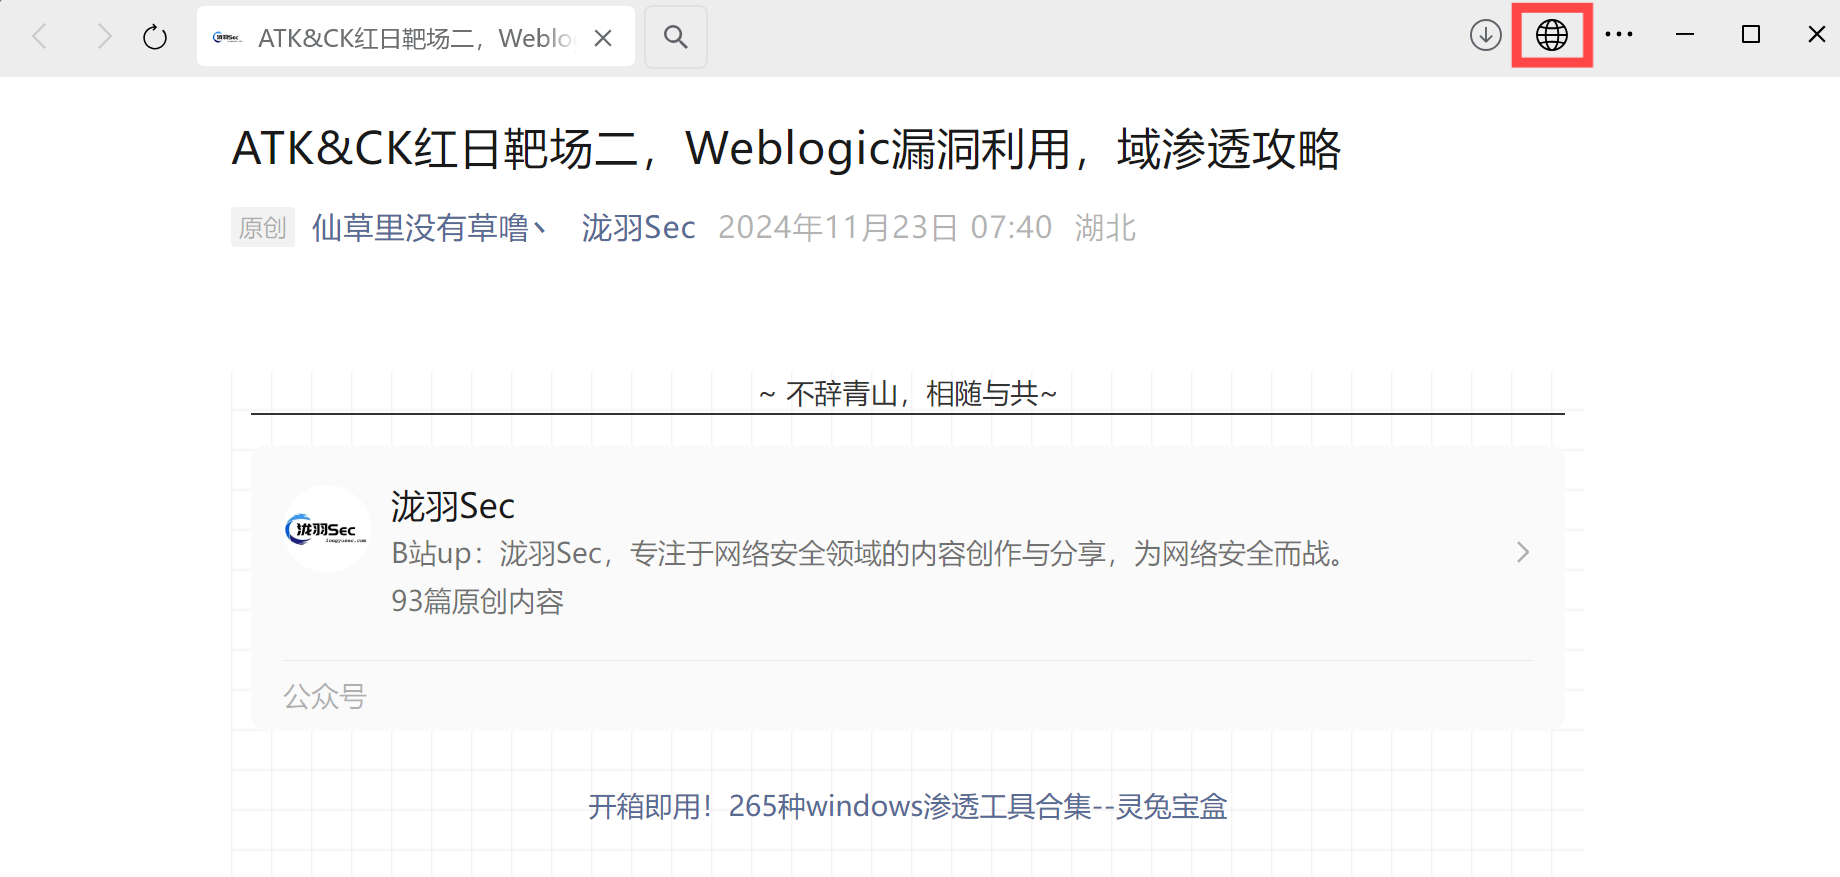 ATK&CK红日靶场二，Weblo
ATK&CK红日靶场二，Weblogic漏洞利用，域渗透攻略
原创 仙草里没有草噜丶 泷羽Sec 2024年11月23日 07:40 湖北
~ 不辞青山，相随与共~
泷羽Sec
泷羽Sec
longyusec.com
B站up：泷羽Sec，专注于网络安全领域的内容创作与分享，为网络安全而战。
93篇原创内容
公众号
开箱即用！265种windows渗透工具合集--灵兔宝盒